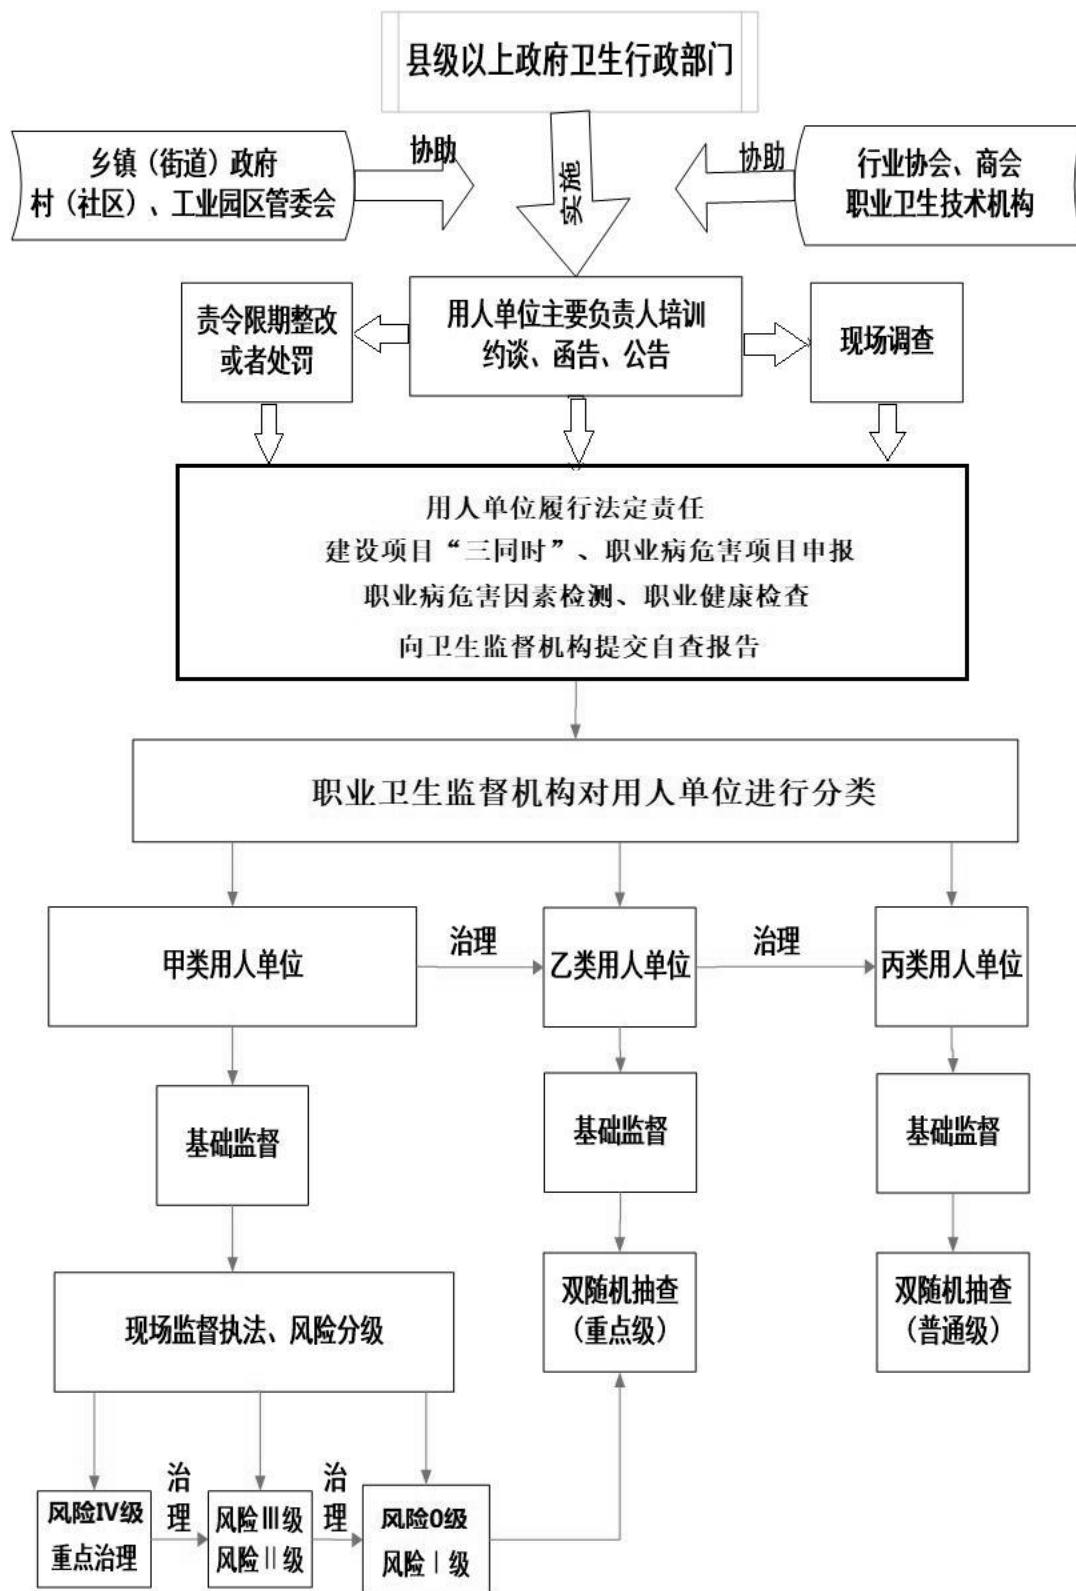 县级以上政府卫生行政部门
乡镇（街道）政府
村（社区）、工业园区管委会
协助
实施
协助
行业协会、商会
职业卫生技术机构
责令限期整改
或者处罚
用人单位主要负责人培训
约谈、函告、公告
现场调查
用人单位履行法定责任
建设项目“三同时”、职业病危害项目申报
职业病危害因素检测、职业健康检查
向卫生监督机构提交自查报告
职业卫生监督机构对用人单位进行分类
甲类用人单位
治理
乙类用人单位
治理
丙类用人单位
基础监督
基础监督
基础监督
现场监督执法、风险分级
双随机抽查
（重点级）
双随机抽查
（普通级）
风险Ⅳ级
重点治理
治理
风险Ⅲ级
风险Ⅱ级
治理
风险0级
风险Ⅰ级